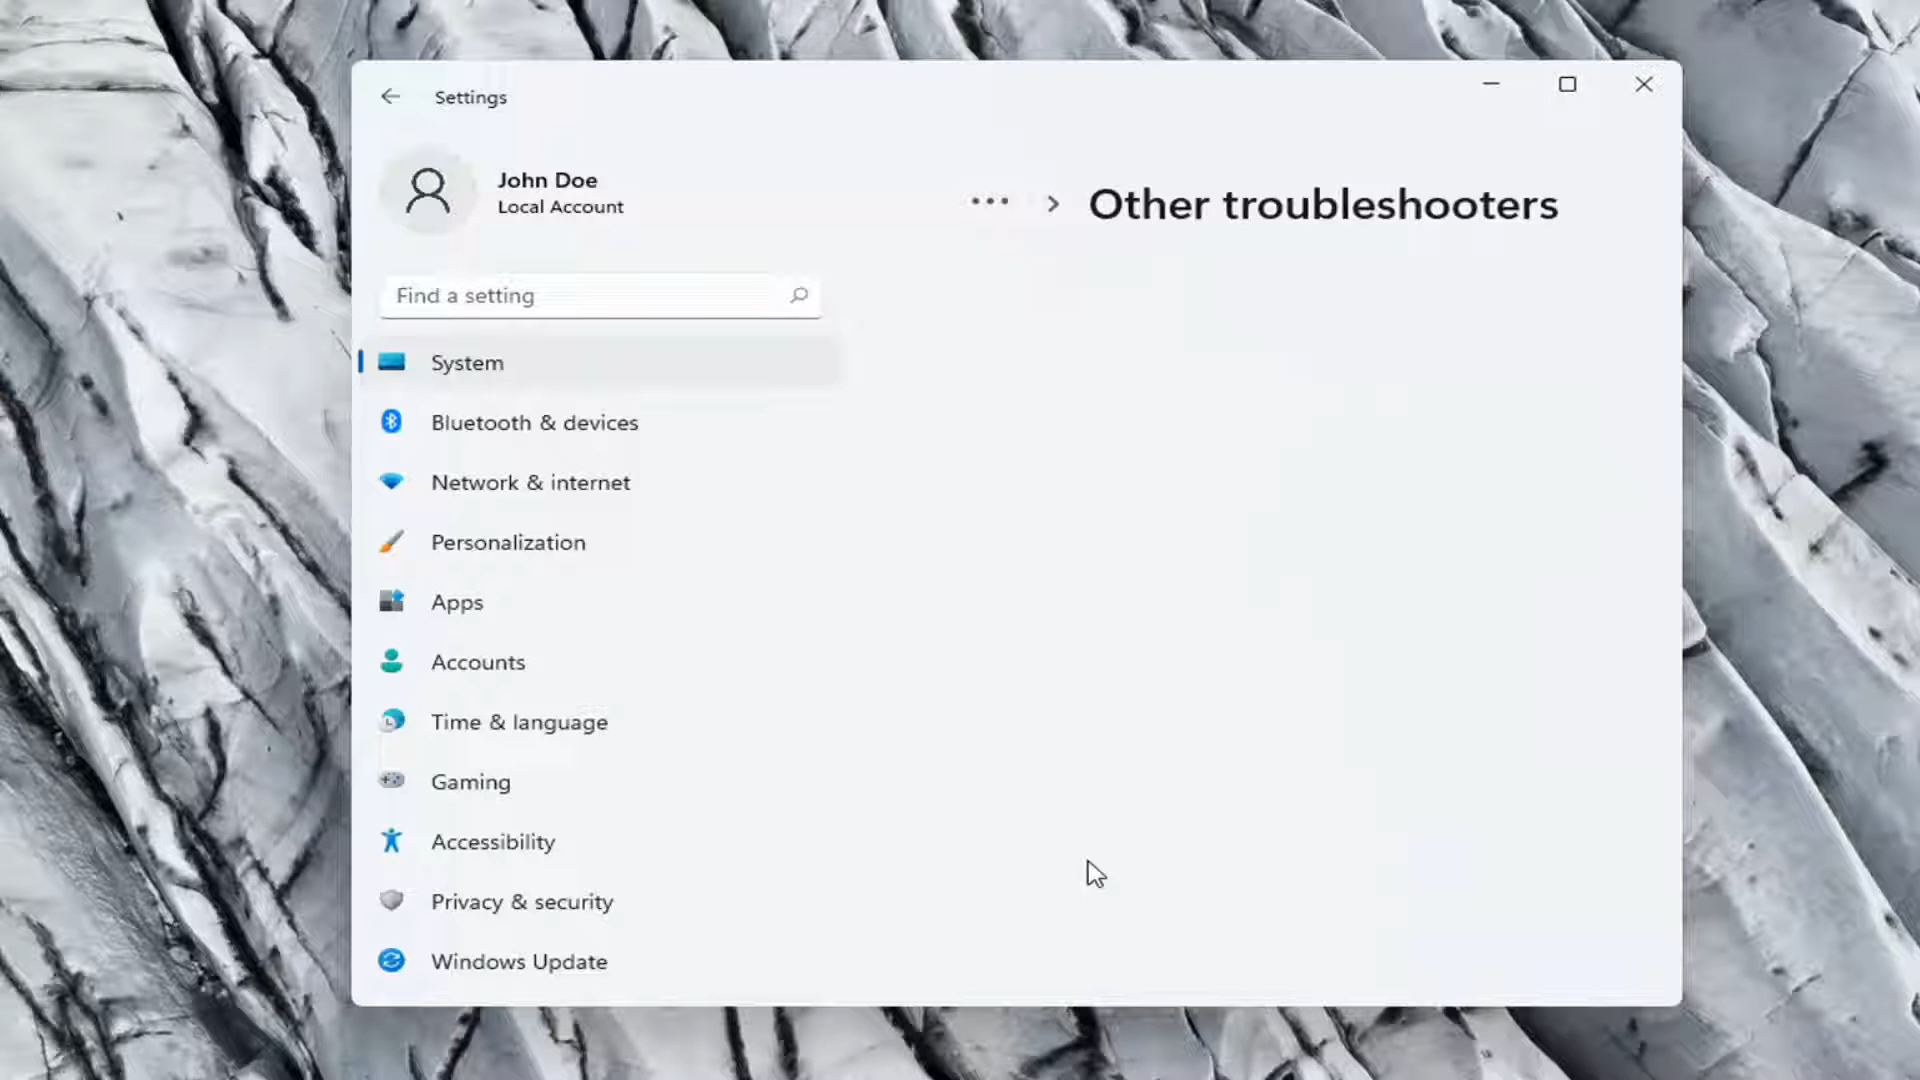 Settings
John Doe
Local Account
••• > Other troubleshooters
Find a setting
System
Bluetooth & devices
Network & internet
Personalization
Apps
Accounts
Time & language
Gaming
Accessibility
Privacy & security
Windows Update